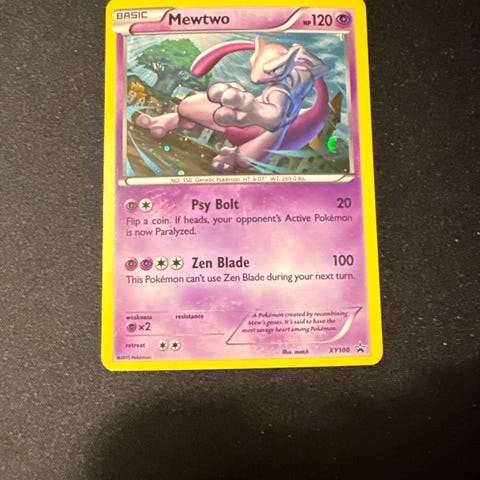 BASIC
Mewtwo
HP120
NO. 150 Genetic Pokémon HT. 6'07" WT. 269.0 lbs.
Psy Bolt 20
Flip a coin. If heads, your opponent's Active Pokémon
is now Paralyzed.
Zen Blade 100
This Pokémon can't use Zen Blade during your next turn.
weakness resistance
x2
retreat
A Pokémon created by recombining
Mew's genes. It's said to have the
most savage heart among Pokémon.
Illus. match XY100
©2015 Pokémon